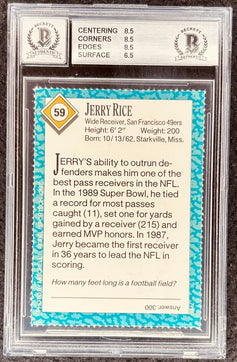 CENTERING 8.5
CORNERS 8.5
EDGES 8.5
SURFACE 6.5
59
JERRY RICE
Wide Receiver, San Francisco 49ers
Height: 6' 2" Weight: 200
Born: 10/13/62, Starkville, Miss.
JERRY'S ability to outrun de-
fenders makes him one of the
best pass receivers in the NFL.
In the 1989 Super Bowl, he tied
a record for most passes
caught (11), set one for yards
gained by a receiver (215) and
earned MVP honors. In 1987,
Jerry became the first receiver
in 36 years to lead the NFL in
scoring.
How many feet long is a football field?
Answer: 300